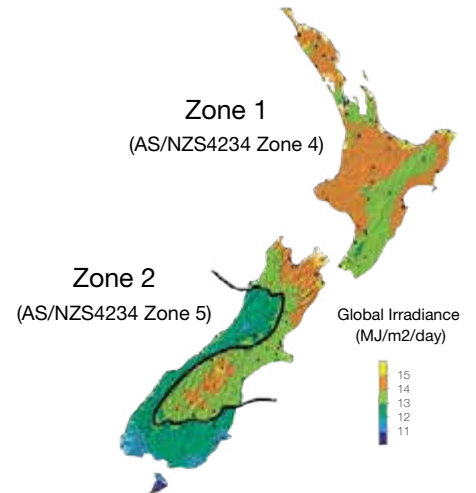 Zone 1
(AS/NZS4234 Zone 4)
Zone 2
(AS/NZS4234 Zone 5)
Global Irradiance
(MJ/m2/day)
15
14
13
12
11